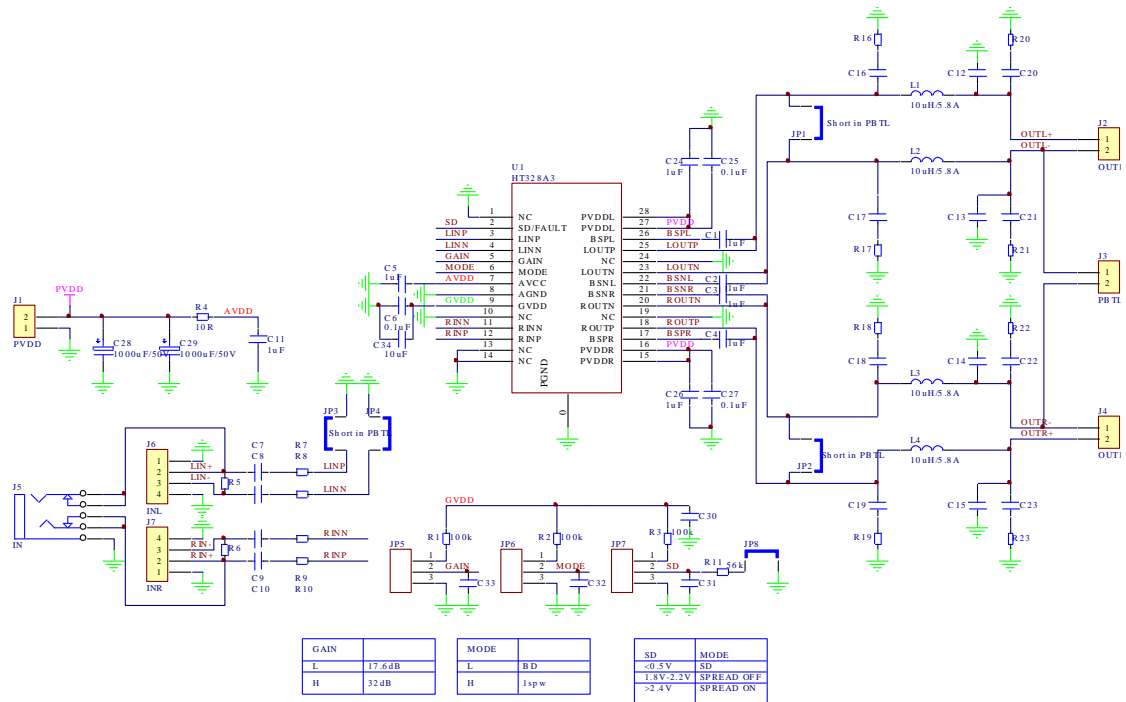 R16
R20
C16
C12
C20
L1
10uH/5.8A
Short in PBTL
JP1
J2
OUTL+
OUTL-
1
2
OUT
L2
10uH/5.8A
C24
1uF
C25
0.1uF
U1
HT328A3
C17
C13
C21
R17
R21
1 NC PVDDL 28
SD 2 SD/FAULT PVDDL 27 PVDD
LINP 3 LINP BSPL 26 BSPL C1 1uF
LINN 4 LINN LOUTP 25 LOUTP
GAIN 5 GAIN NC 24
MODE 6 MODE LOUTN 23 LOUTN
AVDD 7 AVCC BSNL 22 BSNL C2 1uF
8 AGND BSNR 21 BSNR C3 1uF
GVDD 9 GVDD ROUTN 20 ROUTN
10 NC NC 19
RINN 11 RINN ROUTP 18 ROUTP
RINP 12 RINP BSPR 17 BSPR C4 1uF
13 NC PVDDR 16 PVDD
14 NC PVDDR 15
PGND
0
C5
1uF
C6
0.1uF
C34
10uF
J3
1
2
PBTL
J1
2
1
PVDD
PVDD
R4
10R
AVDD
C28
1000uF/50V
C29
1000uF/50V
C11
1uF
R18
R22
C18
C14
C22
L3
10uH/5.8A
C26
1uF
C27
0.1uF
J4
OUTR-
OUTR+
1
2
OUT
JP3
JP4
Short in PBTL
Short in PBTL
JP2
L4
10uH/5.8A
C19
C15
C23
R19
R23
J6
1
2
3
4
INL
LIN+
LIN-
R5
C7
C8
R7
R8
LINP
LINN
J5
IN
J7
4
3
2
1
INR
RIN-
RIN+
R6
C9
C10
R9
R10
RINN
RINP
GVDD
R1
100k
R2
100k
R3
100k
C30
JP5
1
2
3
GAIN
C33
JP6
1
2
3
MODE
C32
JP7
1
2
3
SD
C31
R11
56k
JP8
GAIN
L 17.6dB
H 32dB
MODE
L BD
H 1spw
SD MODE
<0.5V SD
1.8V-2.2V SPREAD OFF
>2.4V SPREAD ON